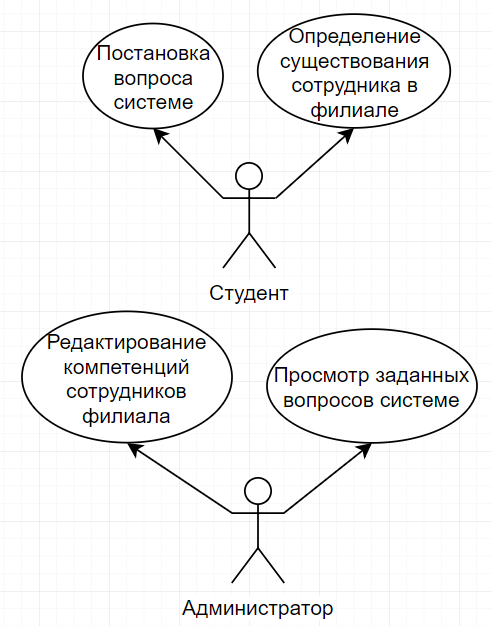 Постановка
вопроса
системе
Определение
существования
сотрудника в
филиале
Студент
Редактирование
компетенций
сотрудников
филиала
Просмотр заданных
вопросов системе
Администратор